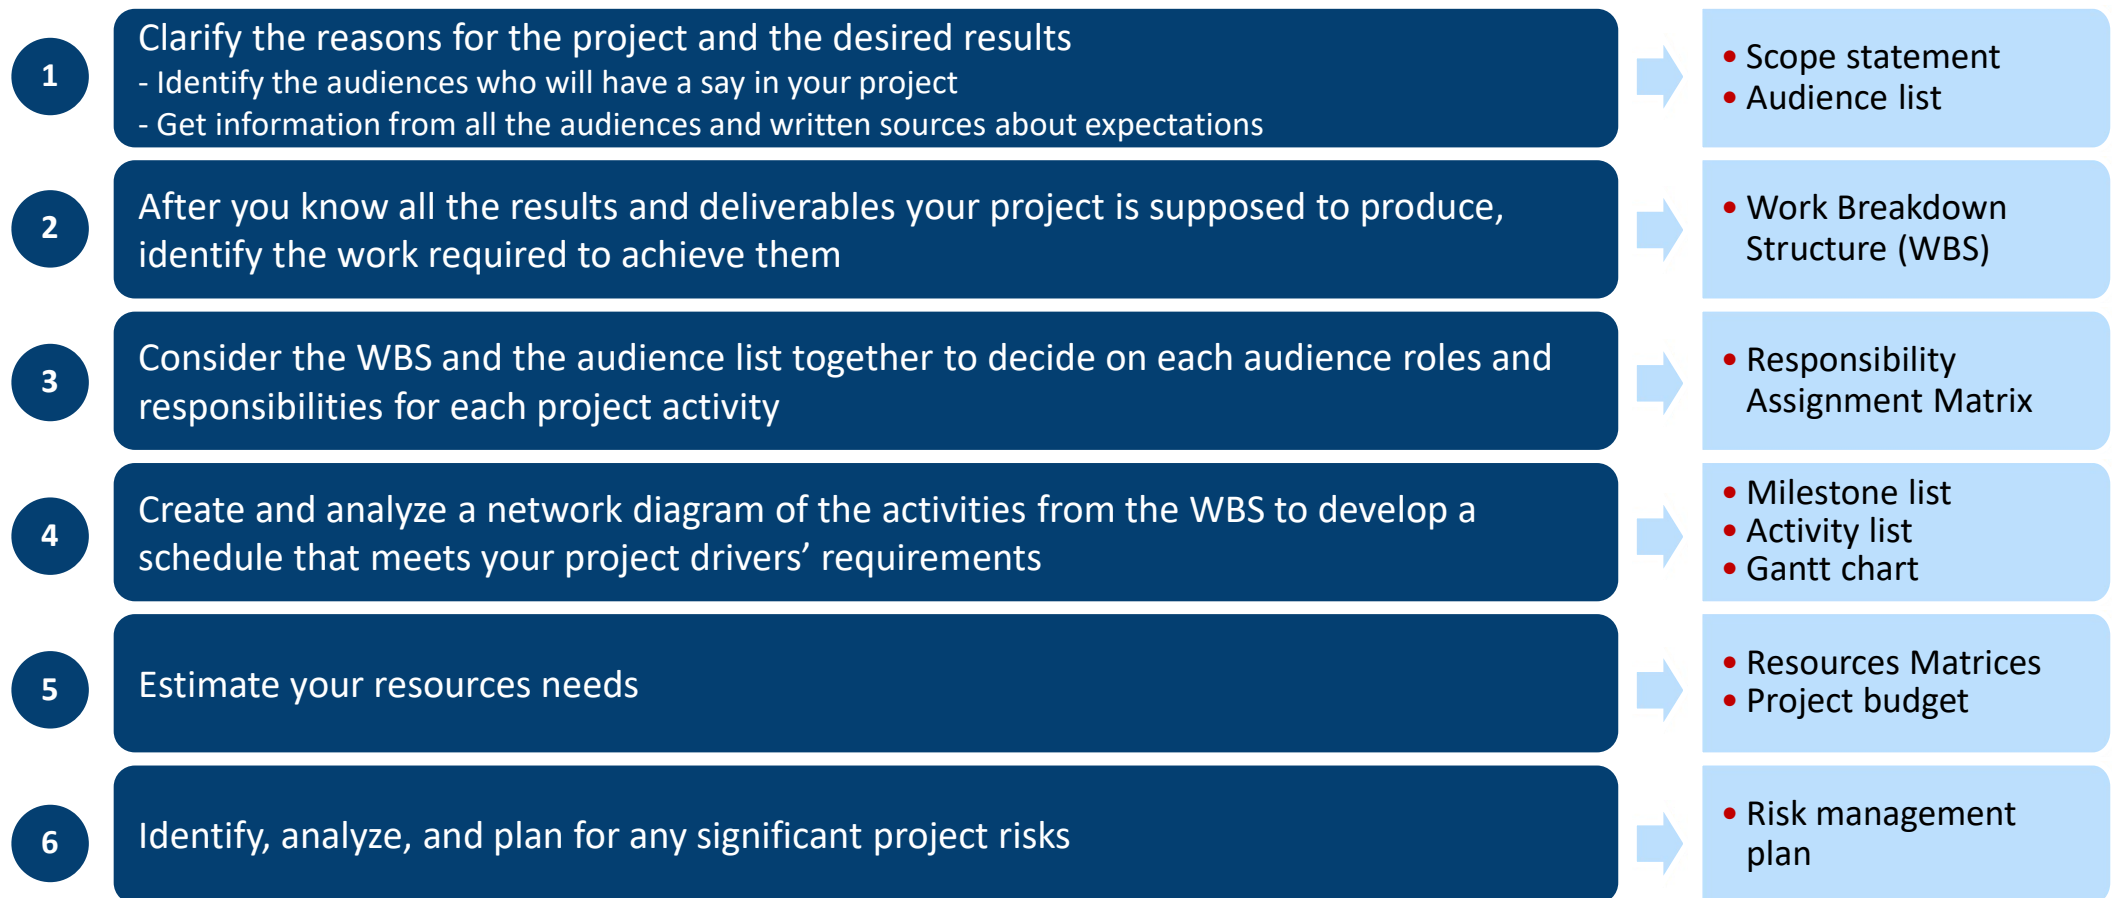 1
Clarify the reasons for the project and the desired results
- Identify the audiences who will have a say in your project
- Get information from all the audiences and written sources about expectations
• Scope statement
• Audience list
2
After you know all the results and deliverables your project is supposed to produce,
identify the work required to achieve them
• Work Breakdown
Structure (WBS)
3
Consider the WBS and the audience list together to decide on each audience roles and
responsibilities for each project activity
• Responsibility
Assignment Matrix
4
Create and analyze a network diagram of the activities from the WBS to develop a
schedule that meets your project drivers’ requirements
• Milestone list
• Activity list
• Gantt chart
5
Estimate your resources needs
• Resources Matrices
• Project budget
6
Identify, analyze, and plan for any significant project risks
• Risk management
plan